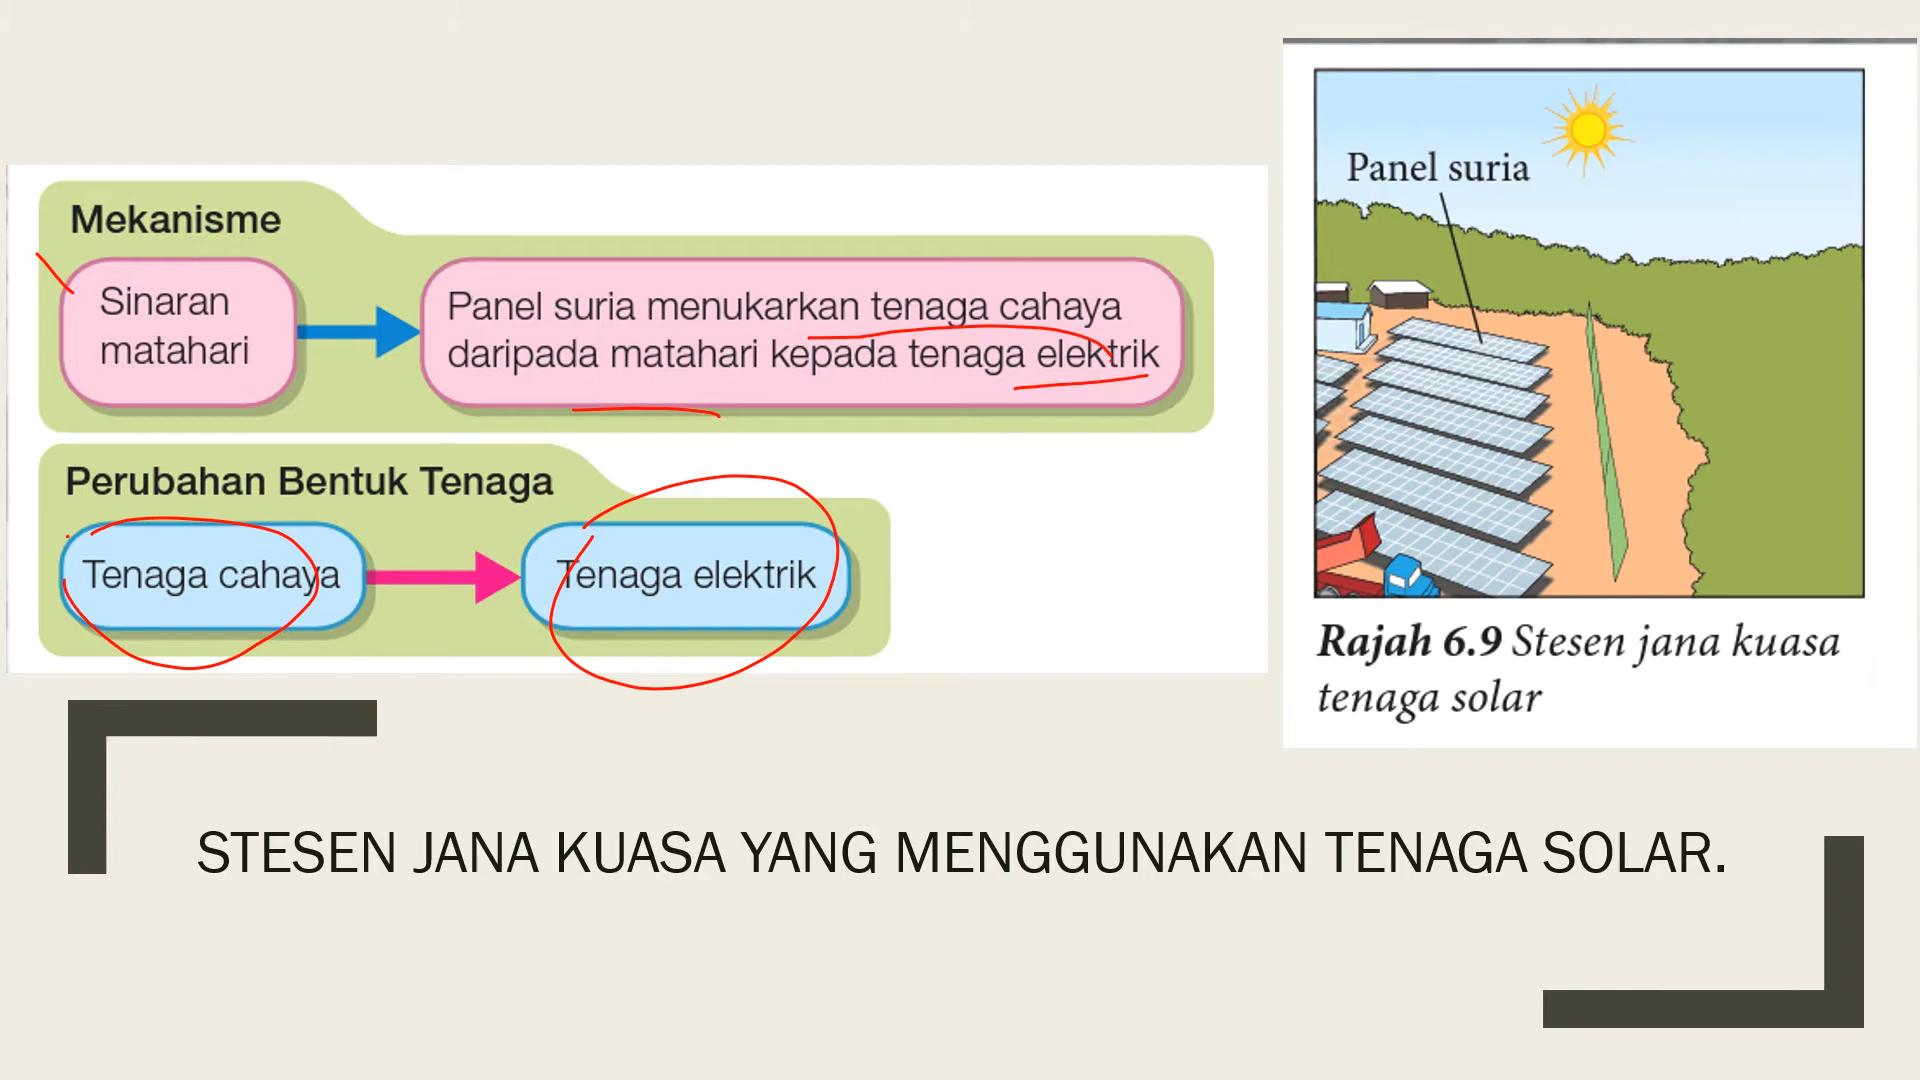 Mekanisme
Sinaran
matahari
Panel suria menukarkan tenaga cahaya
daripada matahari kepada tenaga elektrik
Perubahan Bentuk Tenaga
Tenaga cahaya
Tenaga elektrik
Panel suria
Rajah 6.9 Stesen jana kuasa
tenaga solar
STESEN JANA KUASA YANG MENGGUNAKAN TENAGA SOLAR.